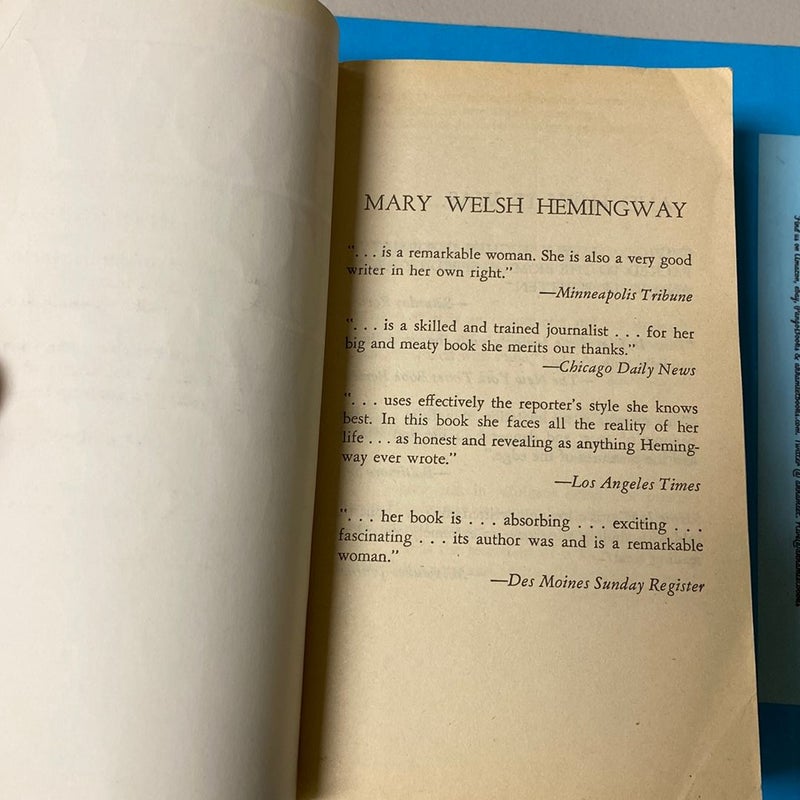 MARY WELSH HEMINGWAY
". . . is a remarkable woman. She is also a very good
writer in her own right."
—Minneapolis Tribune
". . . is a skilled and trained journalist . . . for her
big and meaty book she merits our thanks."
—Chicago Daily News
". . . uses effectively the reporter's style she knows
best. In this book she faces all the reality of her
life . . . as honest and revealing as anything Heming-
way ever wrote."
—Los Angeles Times
". . . her book is . . . absorbing . . . exciting . . .
fascinating . . . its author was and is a remarkable
woman."
—Des Moines Sunday Register